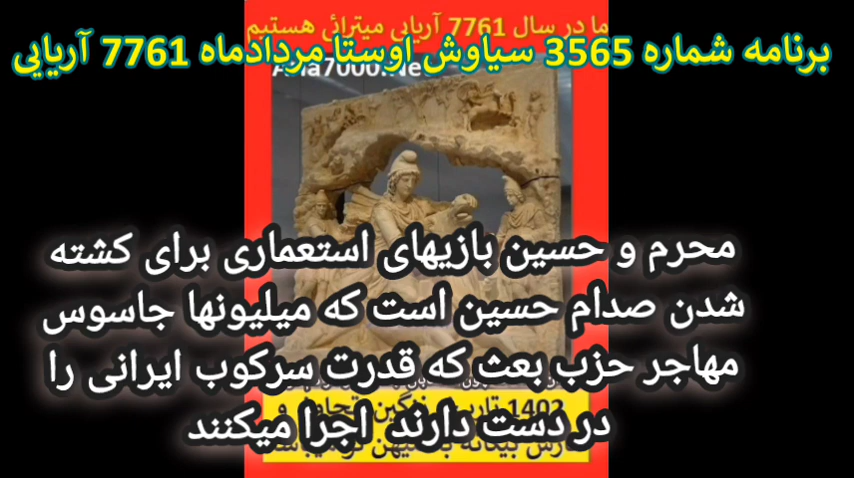 ما در سال 7761 آریایی میترائی هستیم
برنامه شماره 3565 سیاوش اوستا مردادماه 7761 آریایی
محرم و حسین بازیهای استعماری برای کشته
شدن صدام حسین است که میلیونها جاسوس
مهاجر حزب بعث که قدرت سرکوب ایرانی را
1402
در دست دارند اجرا میکنند